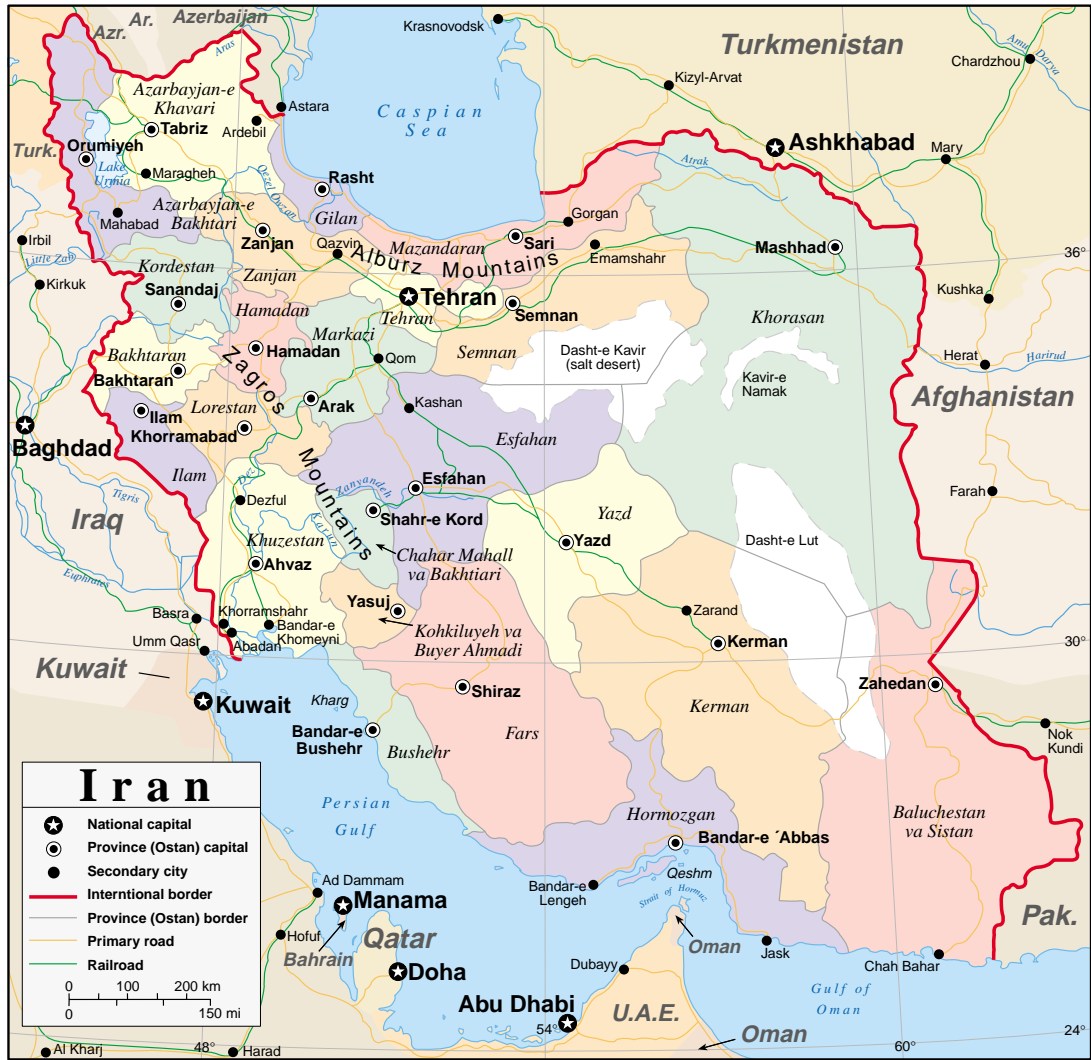 Azerbaijan
Ar.
Azr.
Krasnovodsk
Turkmenistan
Amu Darya
Chardzhou
Aras
Kizyl-Arvat
Azarbayjan-e
Khavari
Astara
Caspian
Sea
Ardebil
Tabriz
Orumiyeh
Turk.
Lake
Urmia
Maragheh
Ashkhabad
Mary
Atrak
Rasht
Gilan
Azarbayjan-e
Bakhtari
Mahabad
Zanjan
Qazvin
Gorgan
Sari
Mazandaran
Emamshahr
Mashhad
Irbil
Little Zab
Kirkuk
Kordestan
Sanandaj
Zanjan
Alburz Mountains
36°
Kushka
Hamadan
Tehran
Tehran
Semnan
Markazi
Khorasan
Semnan
Dasht-e Kavir
(salt desert)
Qom
Hamadan
Bakhtaran
Bakhtaran
Herat
Harirud
Kavir-e
Namak
Zagros
Mountains
Afghanistan
Lorestan
Arak
Kashan
Ilam
Khorramabad
Baghdad
Esfahan
Ilam
Dez
Esfahan
Zanyandeh
Tigris
Dezful
Farah
Iraq
Shahr-e Kord
Karun
Yazd
Yazd
Dasht-e Lut
Khuzestan
Chahar Mahall
va Bakhtiari
Ahvaz
Euphrates
Yasuj
Basra
Khorramshahr
Zarand
Bandar-e
Khomeyni
Umm Qasr
Abadan
Kohkiluyeh va
Buyer Ahmadi
Kerman
30°
Kuwait
Kuwait
Kharg
Shiraz
Zahedan
Bandar-e
Bushehr
Bushehr
Fars
Kerman
Nok
Kundi
Persian
Gulf
Hormozgan
Baluchestan
va Sistan
Bandar-e ´Abbas
Qeshm
Strait of Hormuz
Bandar-e
Lengeh
Ad Dammam
Manama
Pak.
Hofuf
Bahrain
Qatar
Oman
Jask
Chah Bahar
Doha
Dubayy
Gulf of
Oman
Abu Dhabi
U.A.E.
Oman
Al Kharj
Harad
48°
54°
60°
24°
Iran
National capital
Province (Ostan) capital
Secondary city
Interntional border
Province (Ostan) border
Primary road
Railroad
0 100 200 km
0 150 mi